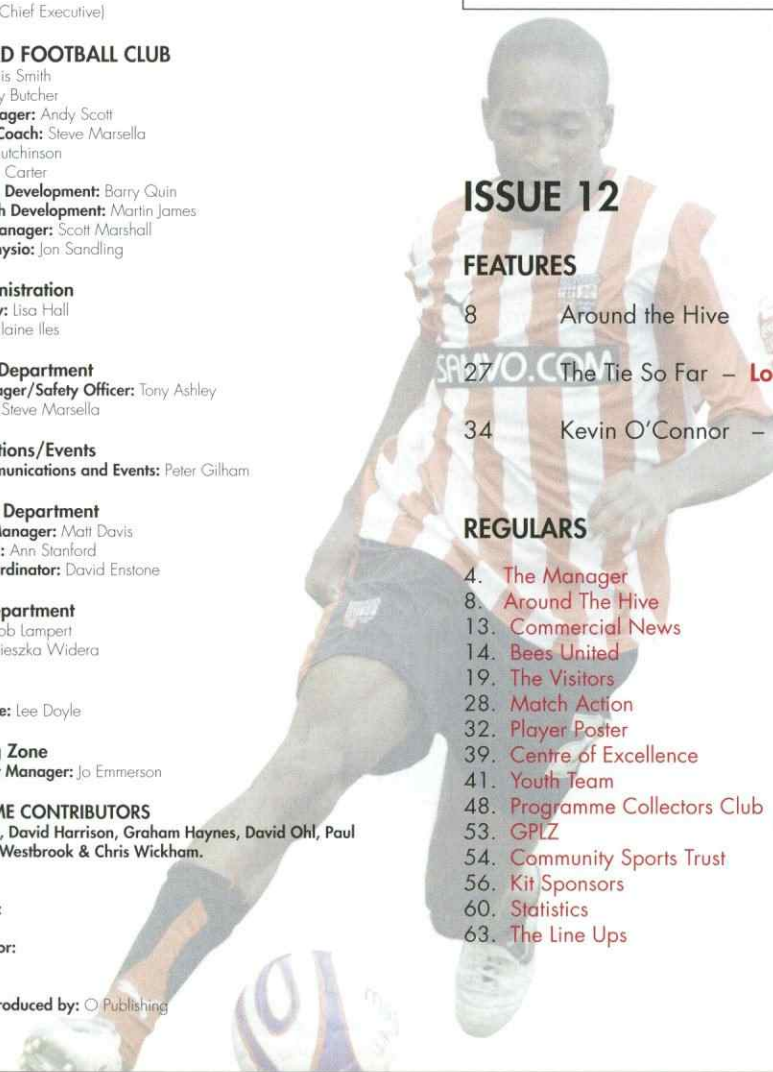 Chief Executive)
D FOOTBALL CLUB
is Smith
y Butcher
ager: Andy Scott
Coach: Steve Marsella
utchinson
Carter
Development: Barry Quin
h Development: Martin James
anager: Scott Marshall
hysio: Jon Sandling
nistration
y: Lisa Hall
laine Iles
Department
ager/Safety Officer: Tony Ashley
Steve Marsella
tions/Events
munications and Events: Peter Gilham
Department
Manager: Matt Davis
: Ann Stanford
rdinator: David Enstone
partment
ob Lampert
ieszka Widera
e: Lee Doyle
g Zone
r Manager: Jo Emmerson
ME CONTRIBUTORS
, David Harrison, Graham Haynes, David Ohl, Paul
Westbrook & Chris Wickham.
:
or:
roduced by: O Publishing
ISSUE 12
FEATURES
8 Around the Hive
SAMVO.COM
27 The Tie So Far – Lo
34 Kevin O'Connor –
REGULARS
4. The Manager
8. Around The Hive
13. Commercial News
14. Bees United
19. The Visitors
28. Match Action
32. Player Poster
39. Centre of Excellence
41. Youth Team
48. Programme Collectors Club
53. GPLZ
54. Community Sports Trust
56. Kit Sponsors
60. Statistics
63. The Line Ups